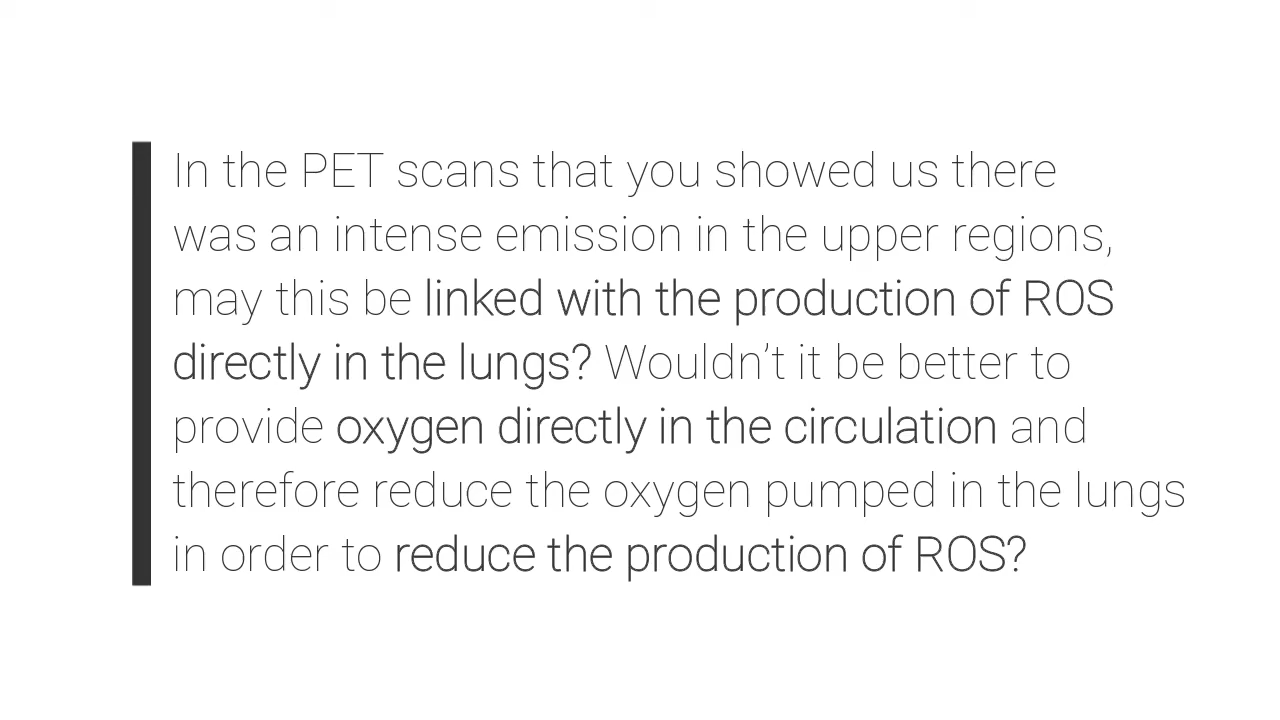 In the PET scans that you showed us there
was an intense emission in the upper regions,
may this be linked with the production of ROS
directly in the lungs? Wouldn’t it be better to
provide oxygen directly in the circulation and
therefore reduce the oxygen pumped in the lungs
in order to reduce the production of ROS?